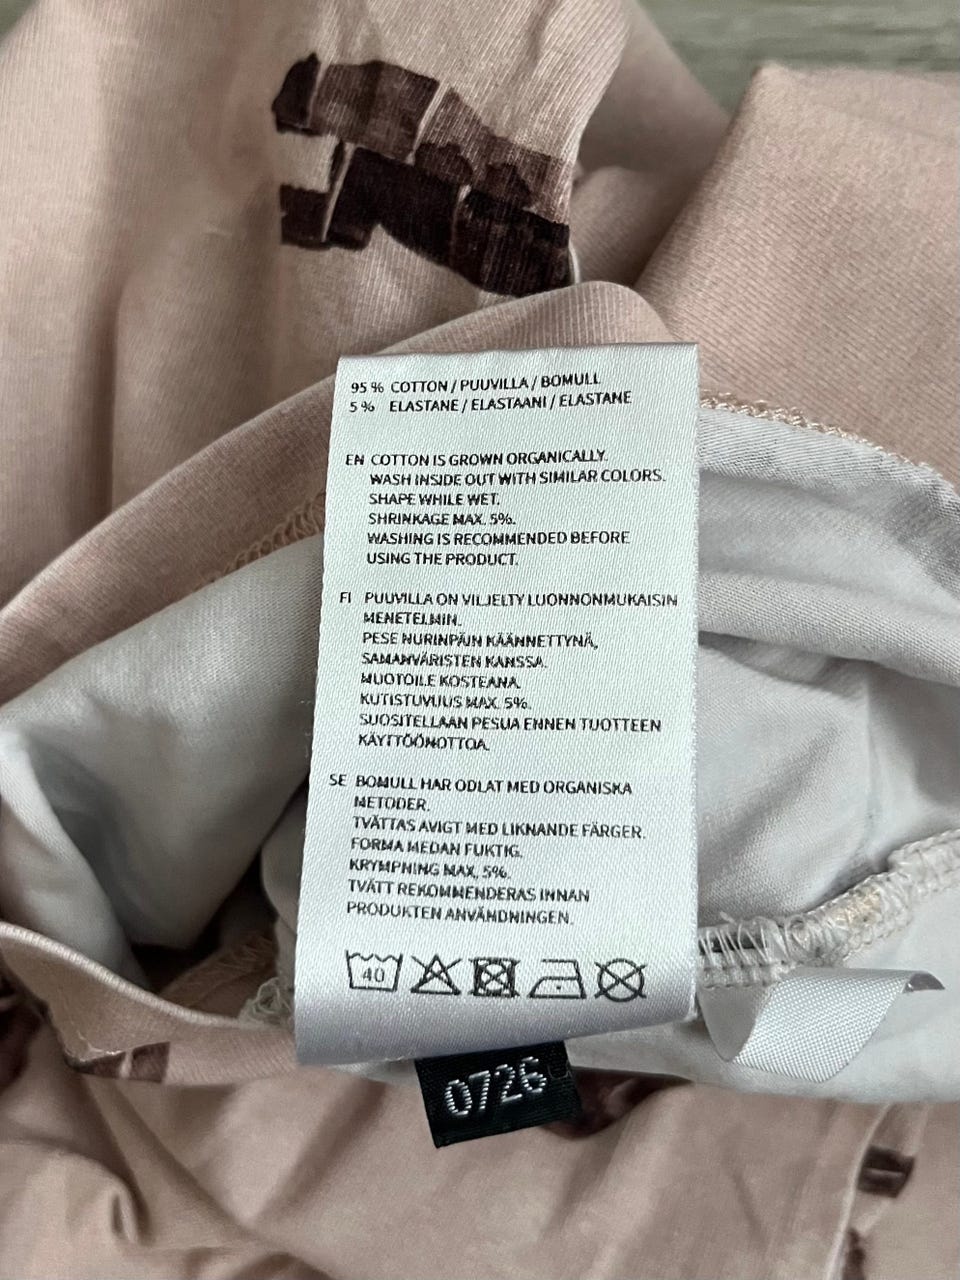 95 % COTTON / PUUVILLA / BOMULL
5 % ELASTANE / ELASTAANI / ELASTANE
EN COTTON IS GROWN ORGANICALLY.
WASH INSIDE OUT WITH SIMILAR COLORS.
SHAPE WHILE WET.
SHRINKAGE MAX. 5%.
WASHING IS RECOMMENDED BEFORE
USING THE PRODUCT.
FI PUUVILLA ON VILJELTY LUONNONMUKAISIN
MENETELMIN.
PESE NURINPÄIN KÄÄNNETTYNÄ,
SAMANVÄRISTEN KANSSA.
MUOTOILE KOSTEANA.
KUTISTUVUUS MAX. 5%.
SUOSITELLAAN PESUA ENNEN TUOTTEEN
KÄYTTÖÖNOTTOA.
SE BOMULL HAR ODLAT MED ORGANISKA
METODER.
TVÄTTAS AVIGT MED LIKNANDE FÄRGER.
FORMA MEDAN FUKTIG.
KRYMPNING MAX. 5%.
TVÄTT REKOMMENDERAS INNAN
PRODUKTEN ANVÄNDNINGEN.
40
0726